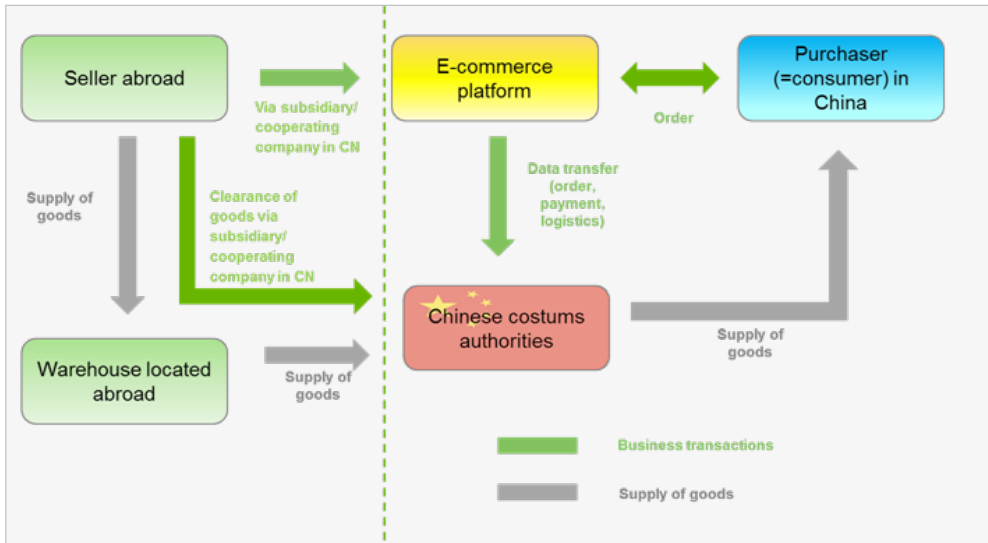 Seller abroad
Via subsidiary/
cooperating
company in CN
E-commerce
platform
Order
Purchaser
(=consumer) in
China
Supply of
goods
Clearance of
goods via
subsidiary/
cooperating
company in CN
Data transfer
(order,
payment,
logistics)
Warehouse located
abroad
Supply of
goods
Chinese costums
authorities
Supply of
goods
Business transactions
Supply of goods